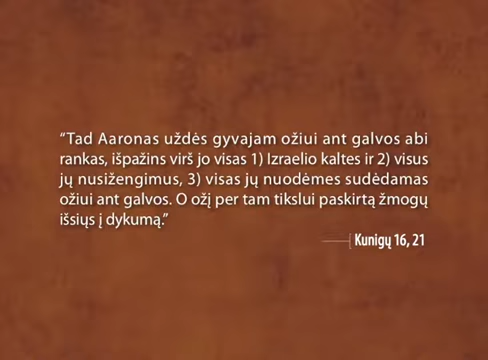 “Tad Aaronas uždės gyvajam ožiui ant galvos abi
rankas, išpažins virš jo visas 1) Izraelio kaltes ir 2) visus
jų nusižengimus, 3) visas jų nuodėmes sudėdamas
ožiui ant galvos. O ožį per tam tikslui paskirtą žmogų
išsiųs į dykumą.”
Kunigų 16, 21